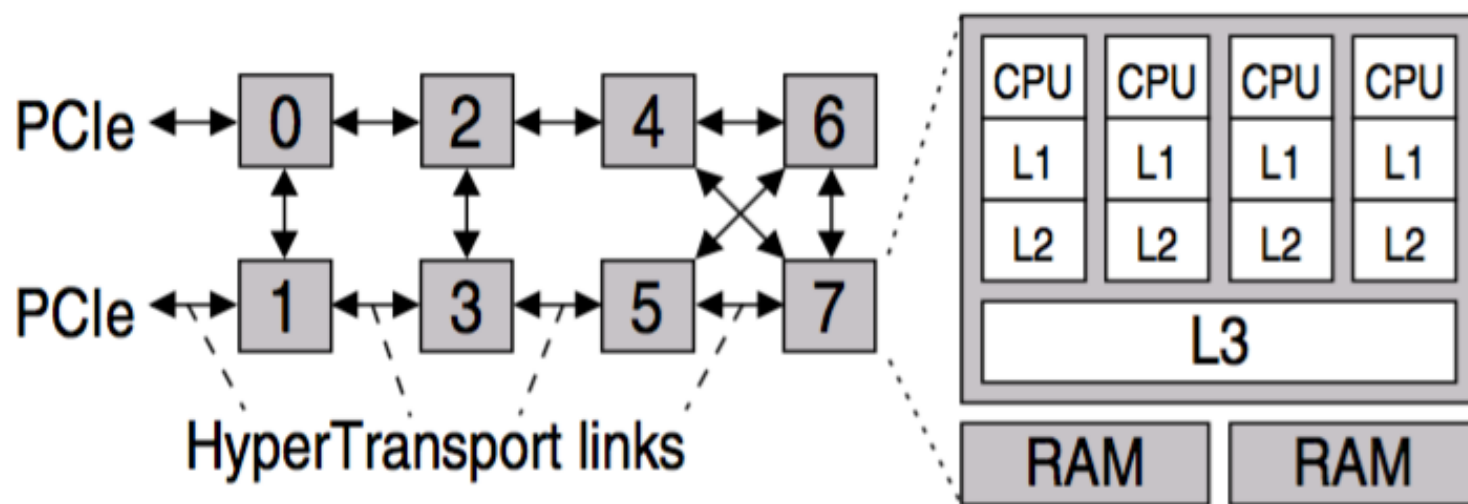 PCIe 0 2 4 6
PCIe 1 3 5 7
HyperTransport links
CPU CPU CPU CPU
L1 L1 L1 L1
L2 L2 L2 L2
L3
RAM RAM